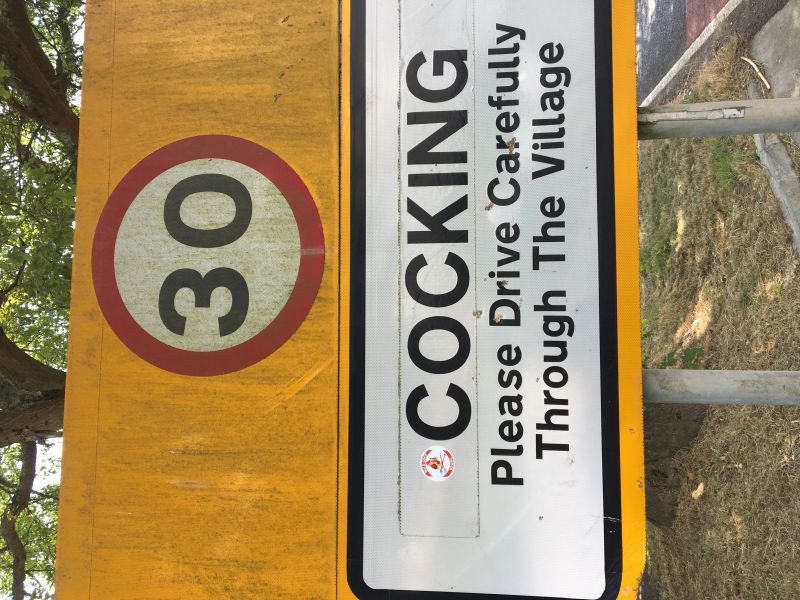 30
COCKING
Please Drive Carefully
Through The Village